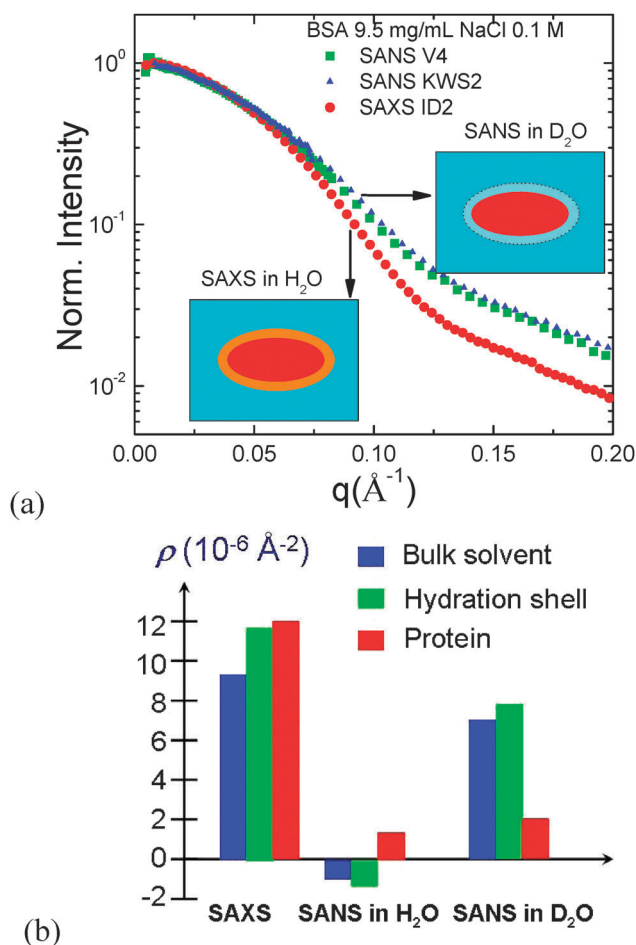 BSA 9.5 mg/mL NaCl 0.1 M
SANS V4
SANS KWS2
SAXS ID2
SANS in D₂O
SAXS in H₂O
Norm. Intensity
10⁰
10⁻¹
10⁻²
0.00 0.05 0.10 0.15 0.20
q(Å⁻¹)
(a)
ρ (10⁻⁶ Å⁻²)
Bulk solvent
Hydration shell
Protein
12
10
8
6
4
2
0
-2
SAXS SANS in H₂O SANS in D₂O
(b)